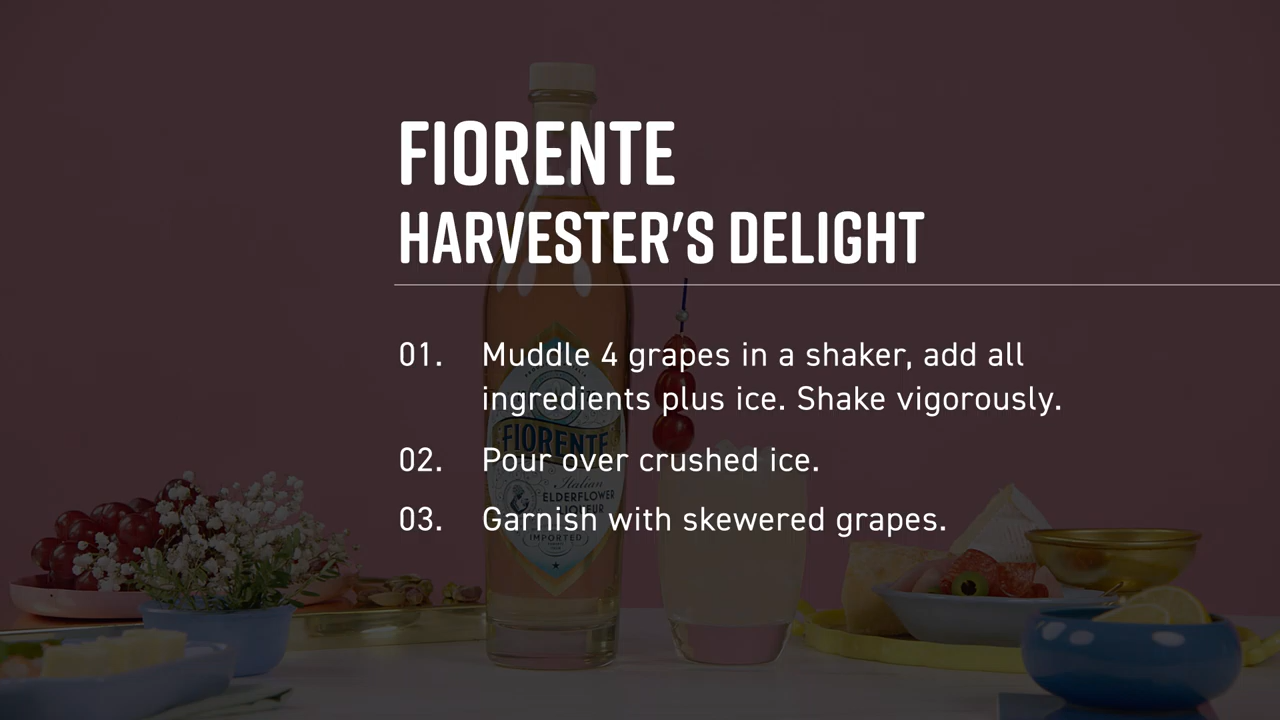 FIORENTE
HARVESTER'S DELIGHT
01. Muddle 4 grapes in a shaker, add all
ingredients plus ice. Shake vigorously.
02. Pour over crushed ice.
03. Garnish with skewered grapes.
FIORENTE
Italian
ELDERFLOWER
LIQUEUR
IMPORTED